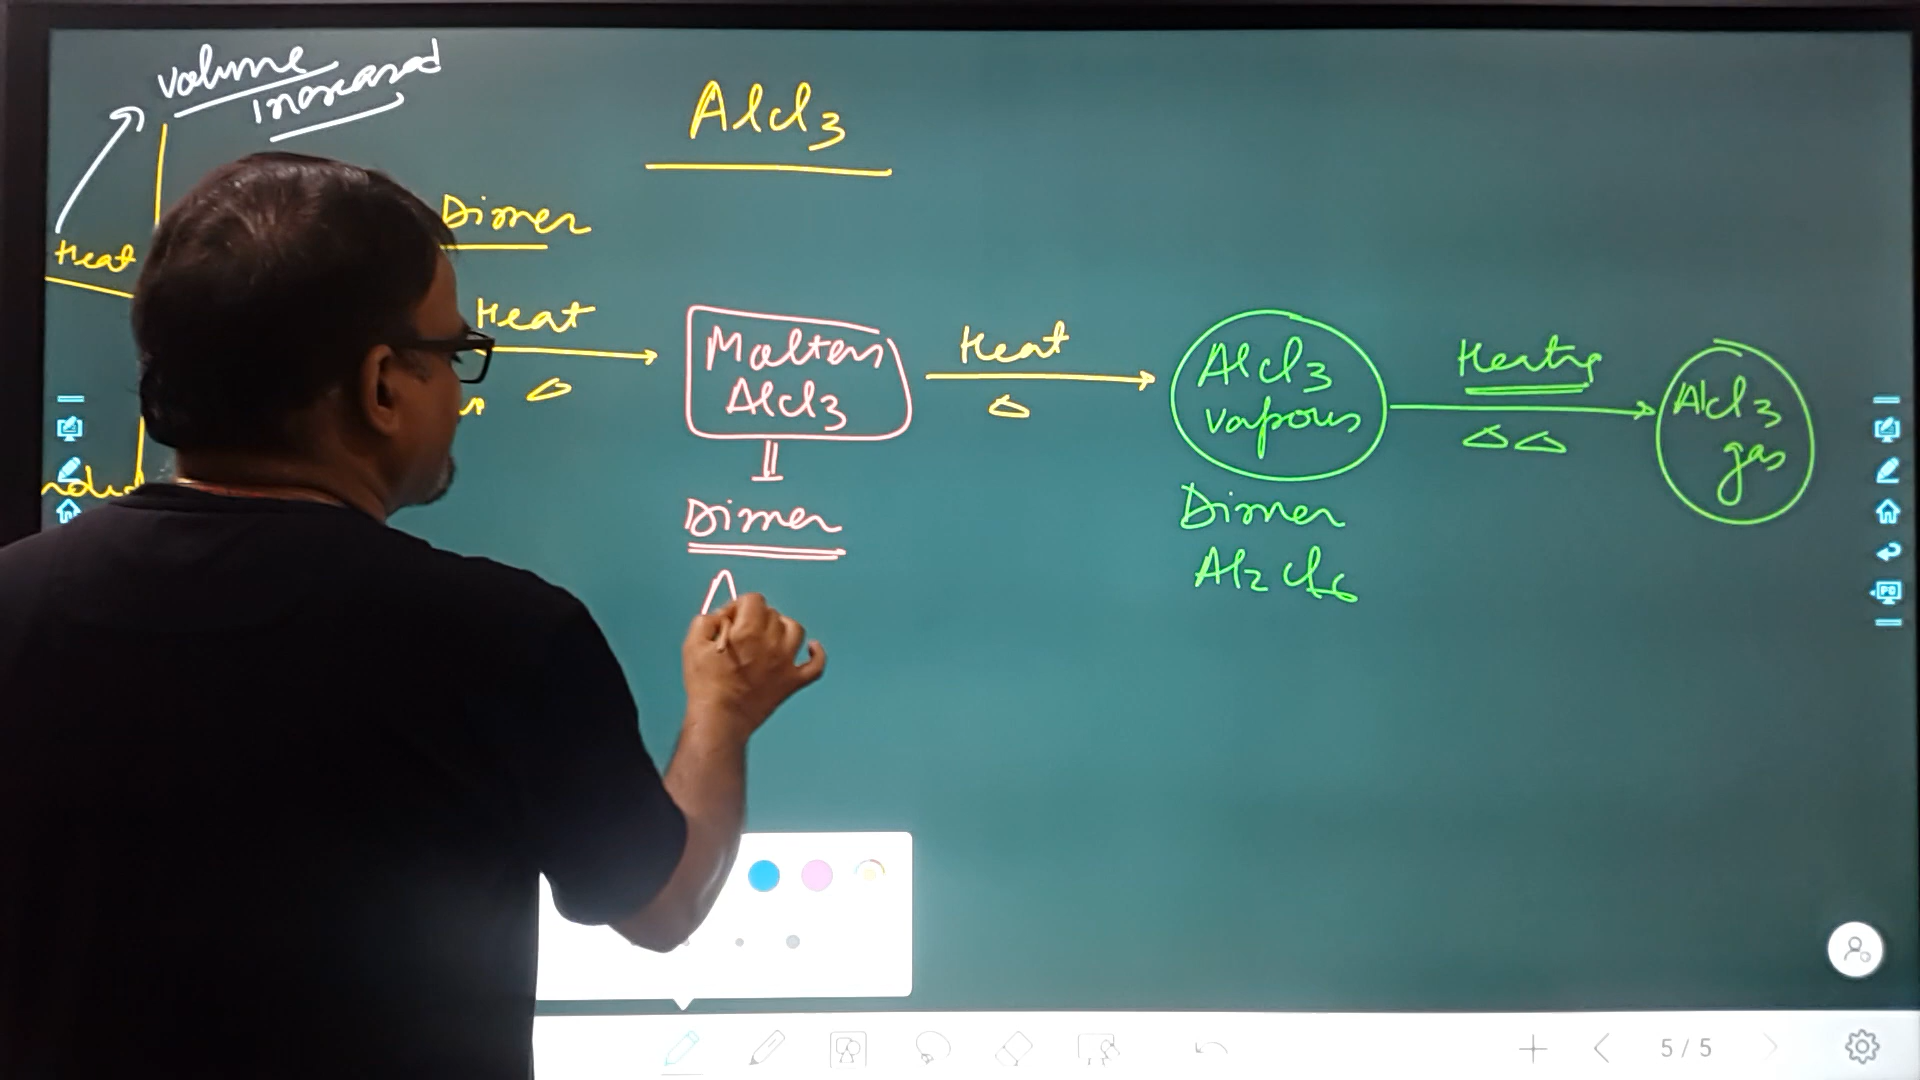 Volume
increased
AlCl3
Dimer
Heat
Heat
Δ
Molten
AlCl3
Heat
Δ
AlCl3
vapours
Heating
ΔΔ
AlCl3
gas
Dimer
Dimer
Al2Cl6
A
5/5